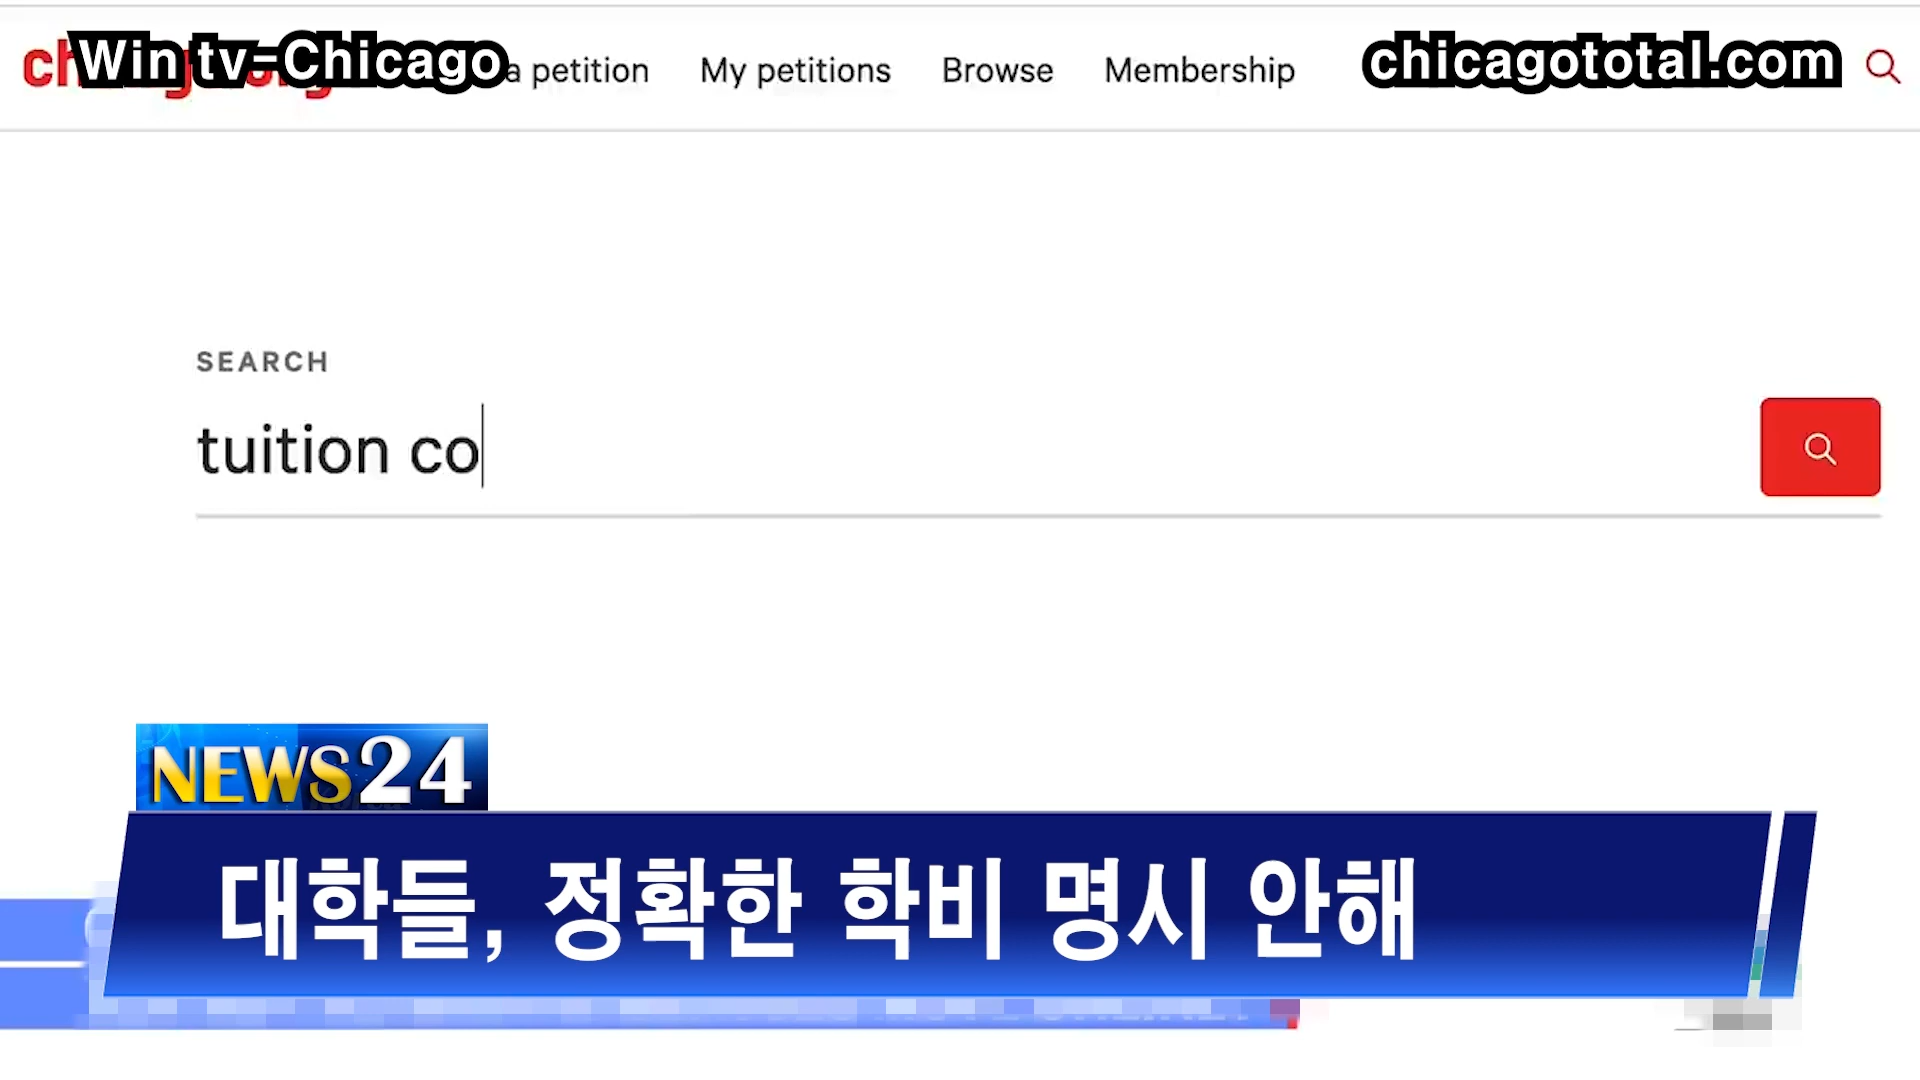 Win tv-Chicago
a petition My petitions Browse Membership
chicagototal.com
SEARCH
tuition co
NEWS24
대학들, 정확한 학비 명시 안해